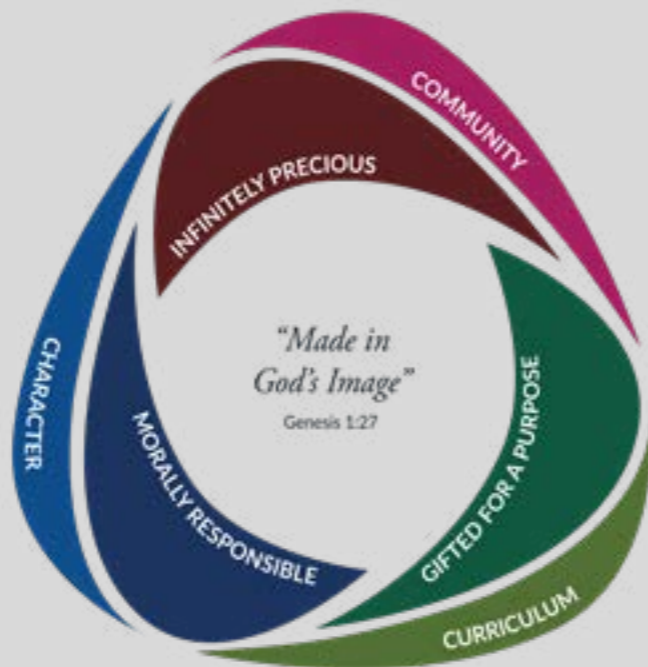 COMMUNITY
INFINITELY PRECIOUS
“Made in
God’s Image”
Genesis 1:27
CHARACTER
MORALLY RESPONSIBLE
GIFTED FOR A PURPOSE
CURRICULUM